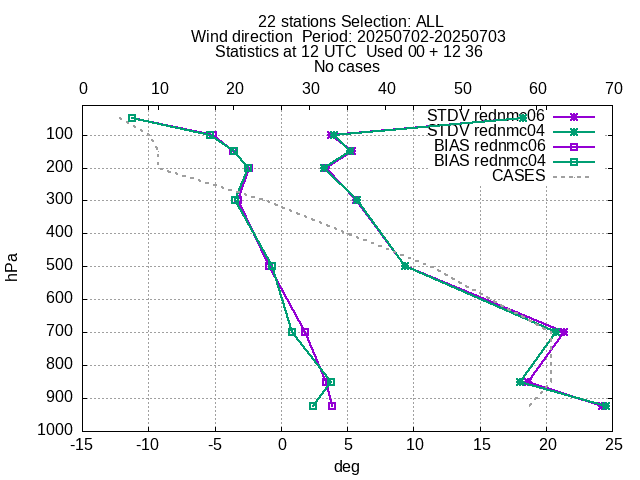 22 stations Selection: ALL
Wind direction  Period: 20250702-20250703
Statistics at 12 UTC  Used 00 + 12 36
No cases
0 10 20 30 40 50 60 70
STDV rednmc06
STDV rednmc04
BIAS rednmc06
BIAS rednmc04
CASES
100
200
300
400
500
600
700
800
900
1000
hPa
-15 -10 -5 0 5 10 15 20 25
deg